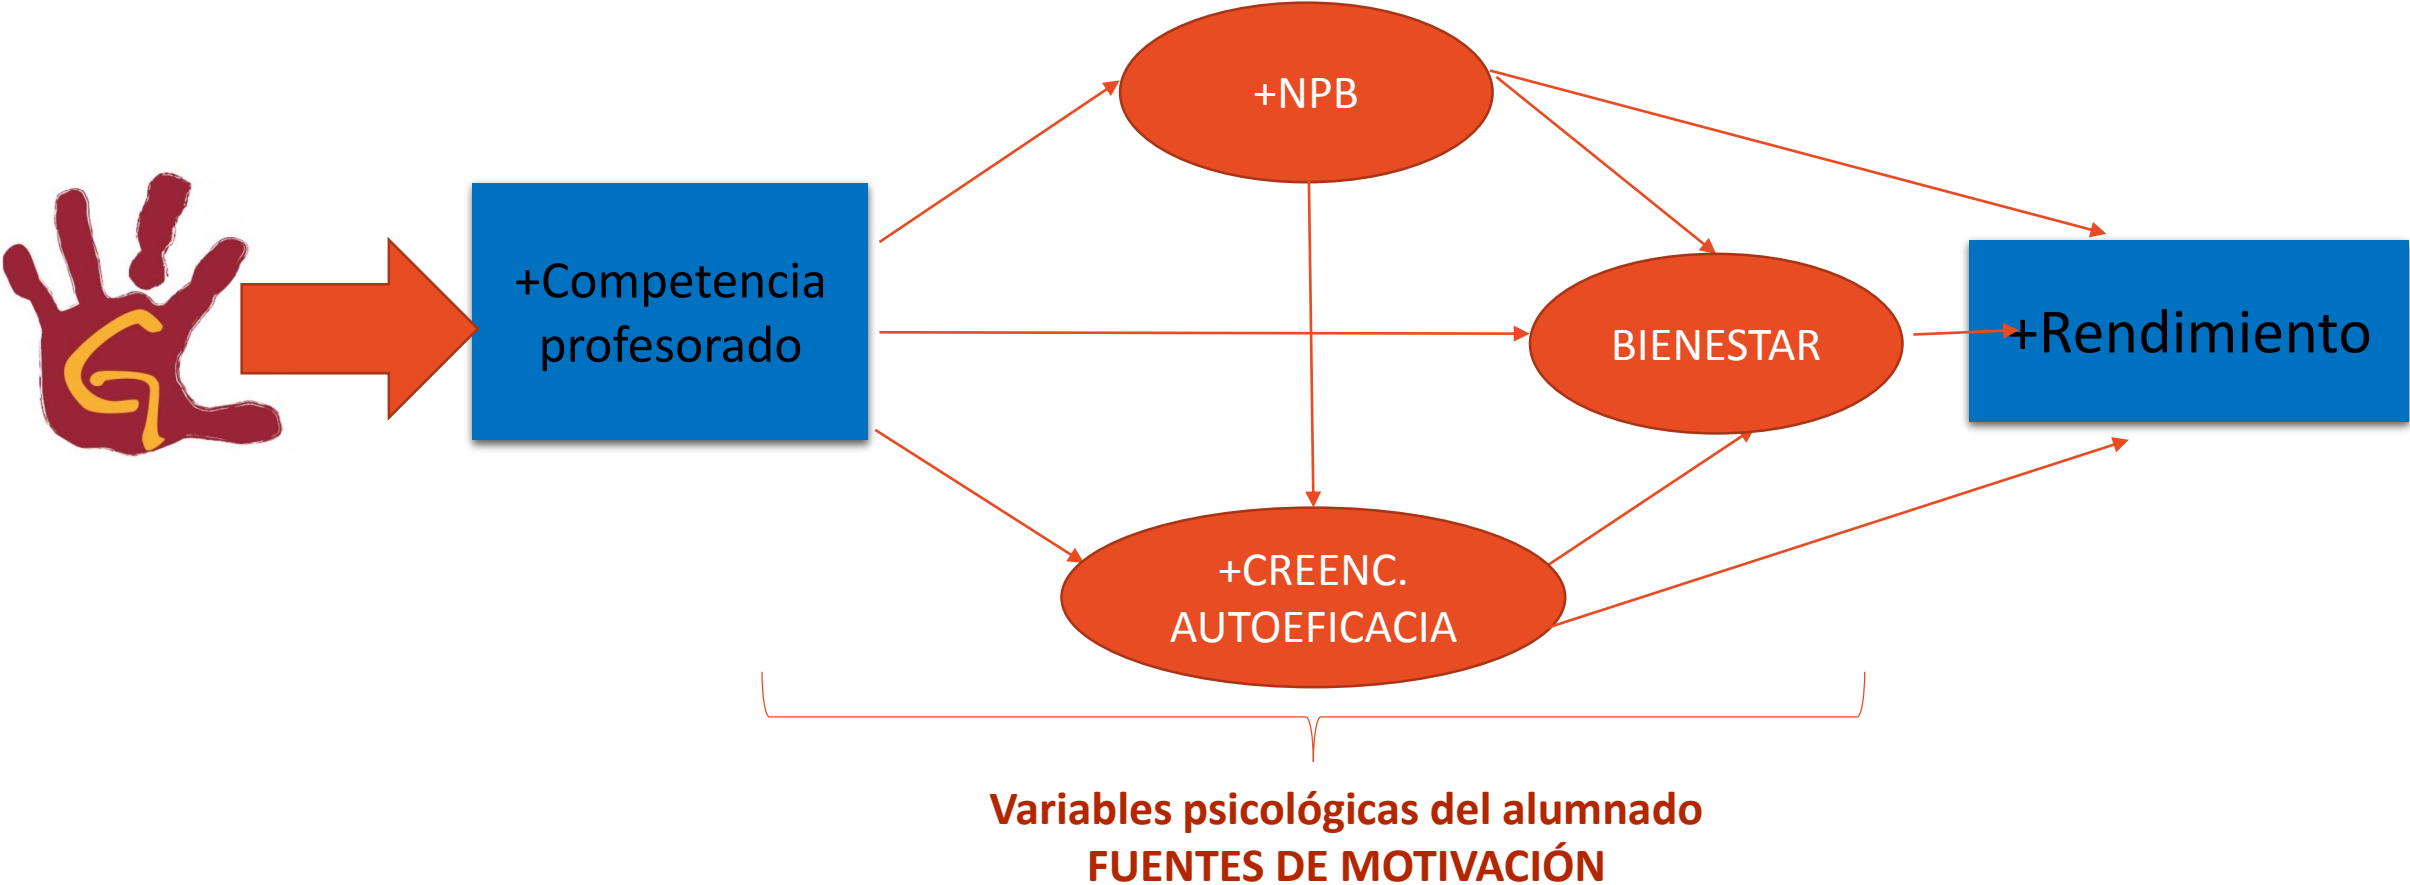 +NPB
+Competencia
profesorado
BIENESTAR
+Rendimiento
+CREENC.
AUTOEFICACIA
Variables psicológicas del alumnado
FUENTES DE MOTIVACIÓN